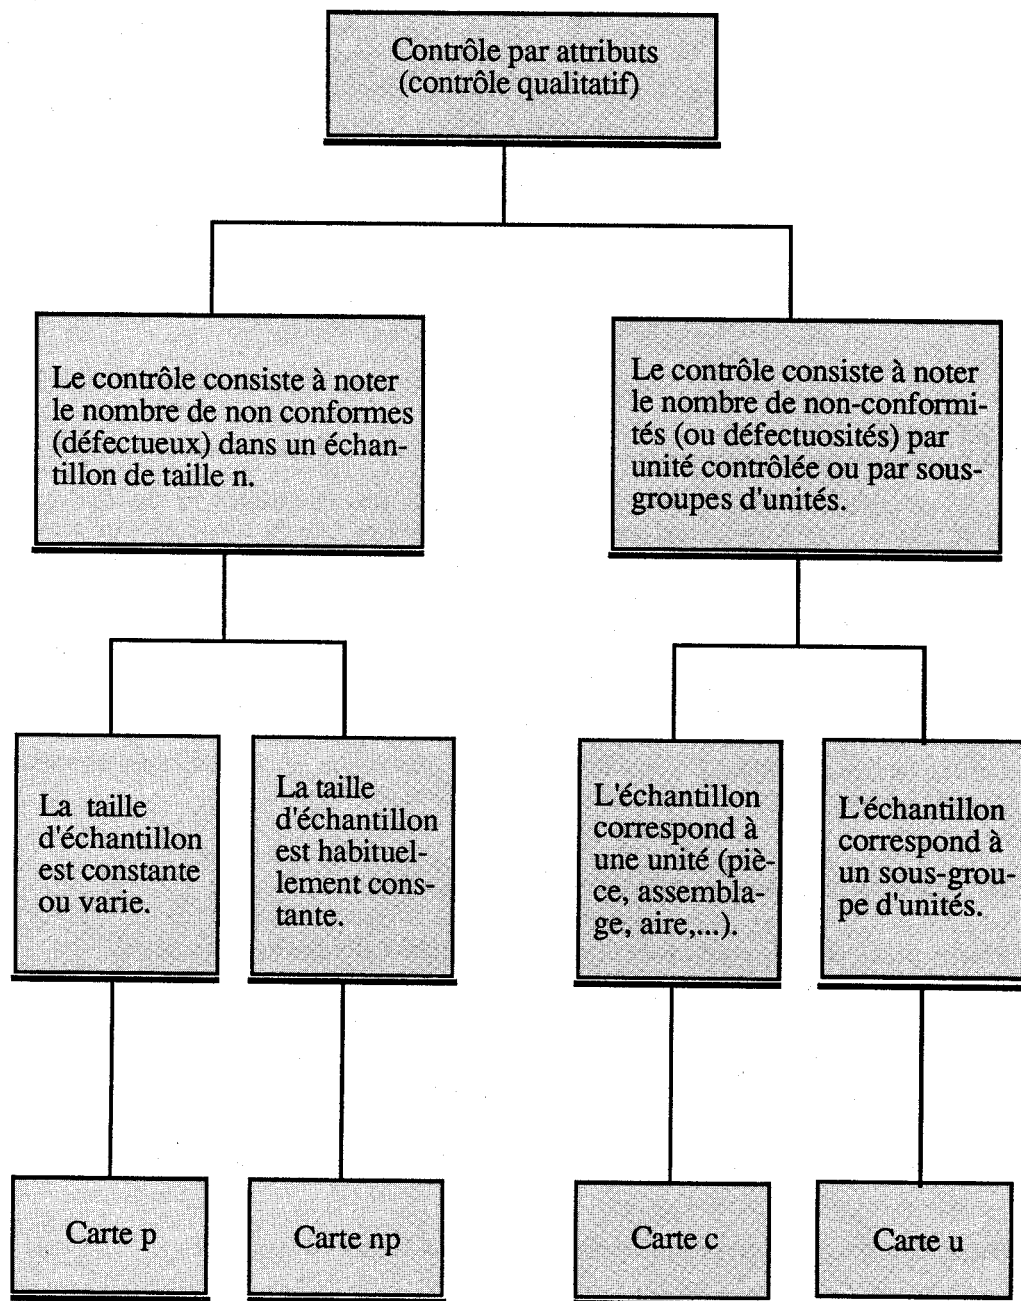 Contrôle par attributs
(contrôle qualitatif)
Le contrôle consiste à noter
le nombre de non conformes
(défectueux) dans un échan-
tillon de taille n.
Le contrôle consiste à noter
le nombre de non-conformi-
tés (ou défectuosités) par
unité contrôlée ou par sous-
groupes d'unités.
La taille
d'échantillon
est constante
ou varie.
La taille
d'échantillon
est habituel-
lement cons-
tante.
L'échantillon
correspond à
une unité (piè-
ce, assembla-
ge, aire,...).
L'échantillon
correspond à
un sous-grou-
pe d'unités.
Carte p
Carte np
Carte c
Carte u